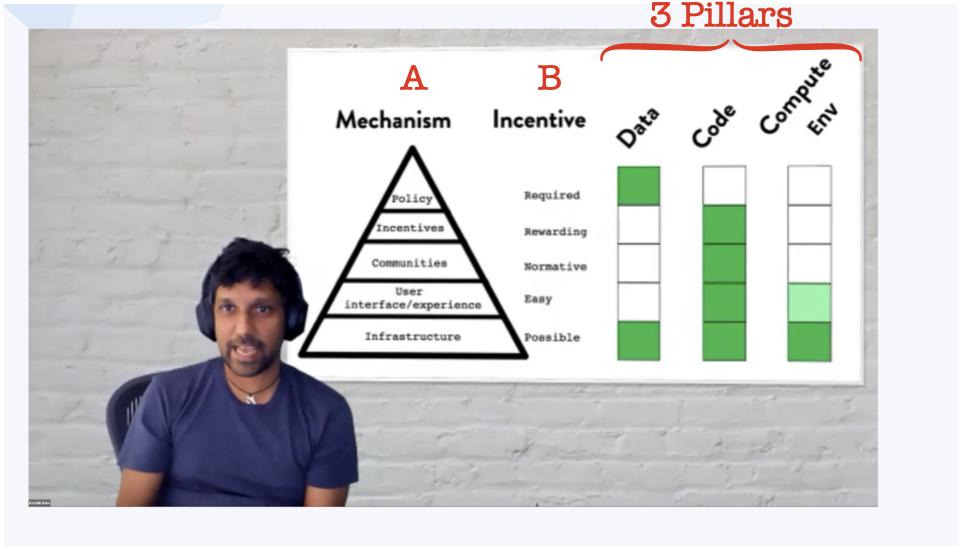 3 Pillars
A
B
Mechanism
Incentive
Data
Code
Compute
Env
Policy
Required
Incentives
Rewarding
Communities
Normative
User
interface/experience
Easy
Infrastructure
Possible